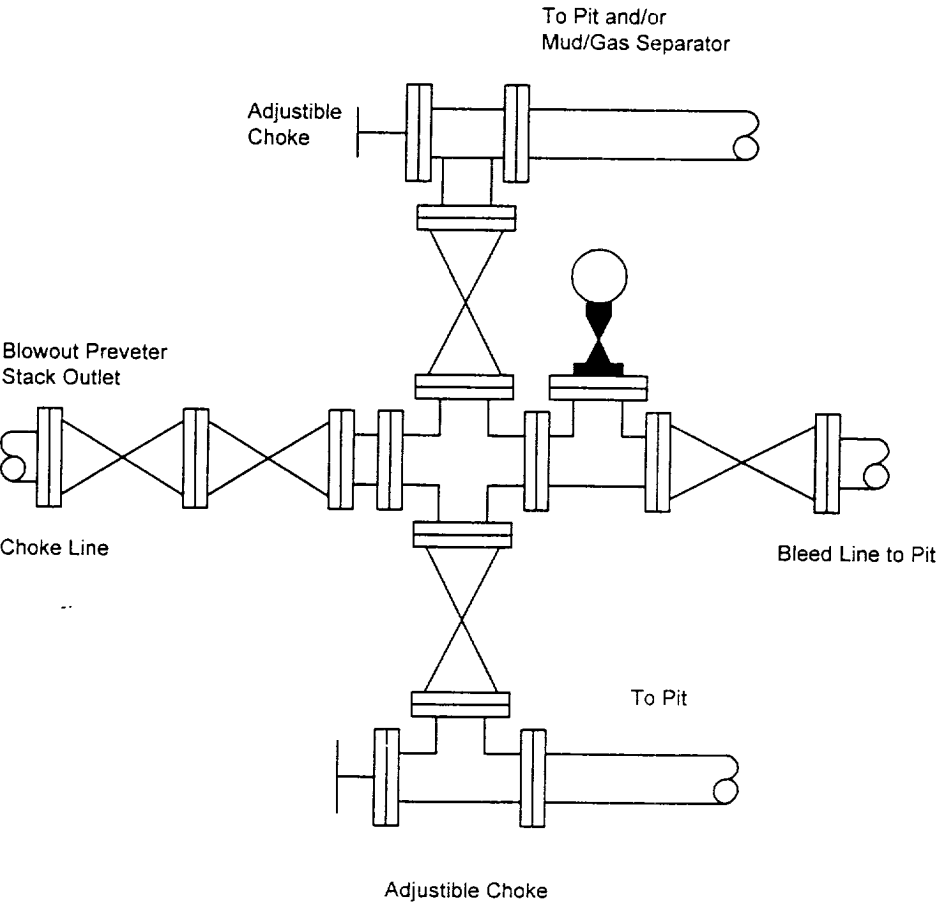 To Pit and/or
Mud/Gas Separator
Adjustible
Choke
Blowout Preveter
Stack Outlet
Choke Line
Bleed Line to Pit
To Pit
Adjustible Choke